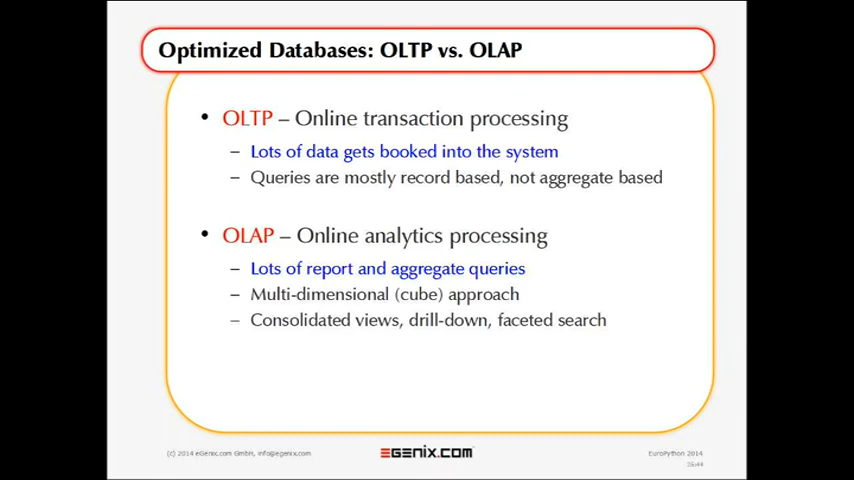 Optimized Databases: OLTP vs. OLAP
• OLTP – Online transaction processing
– Lots of data gets booked into the system
– Queries are mostly record based, not aggregate based
• OLAP – Online analytics processing
– Lots of report and aggregate queries
– Multi-dimensional (cube) approach
– Consolidated views, drill-down, faceted search
(c) 2014 eGenix.com GmbH, info@egenix.com
EGENIX.COM
EuroPython 2014